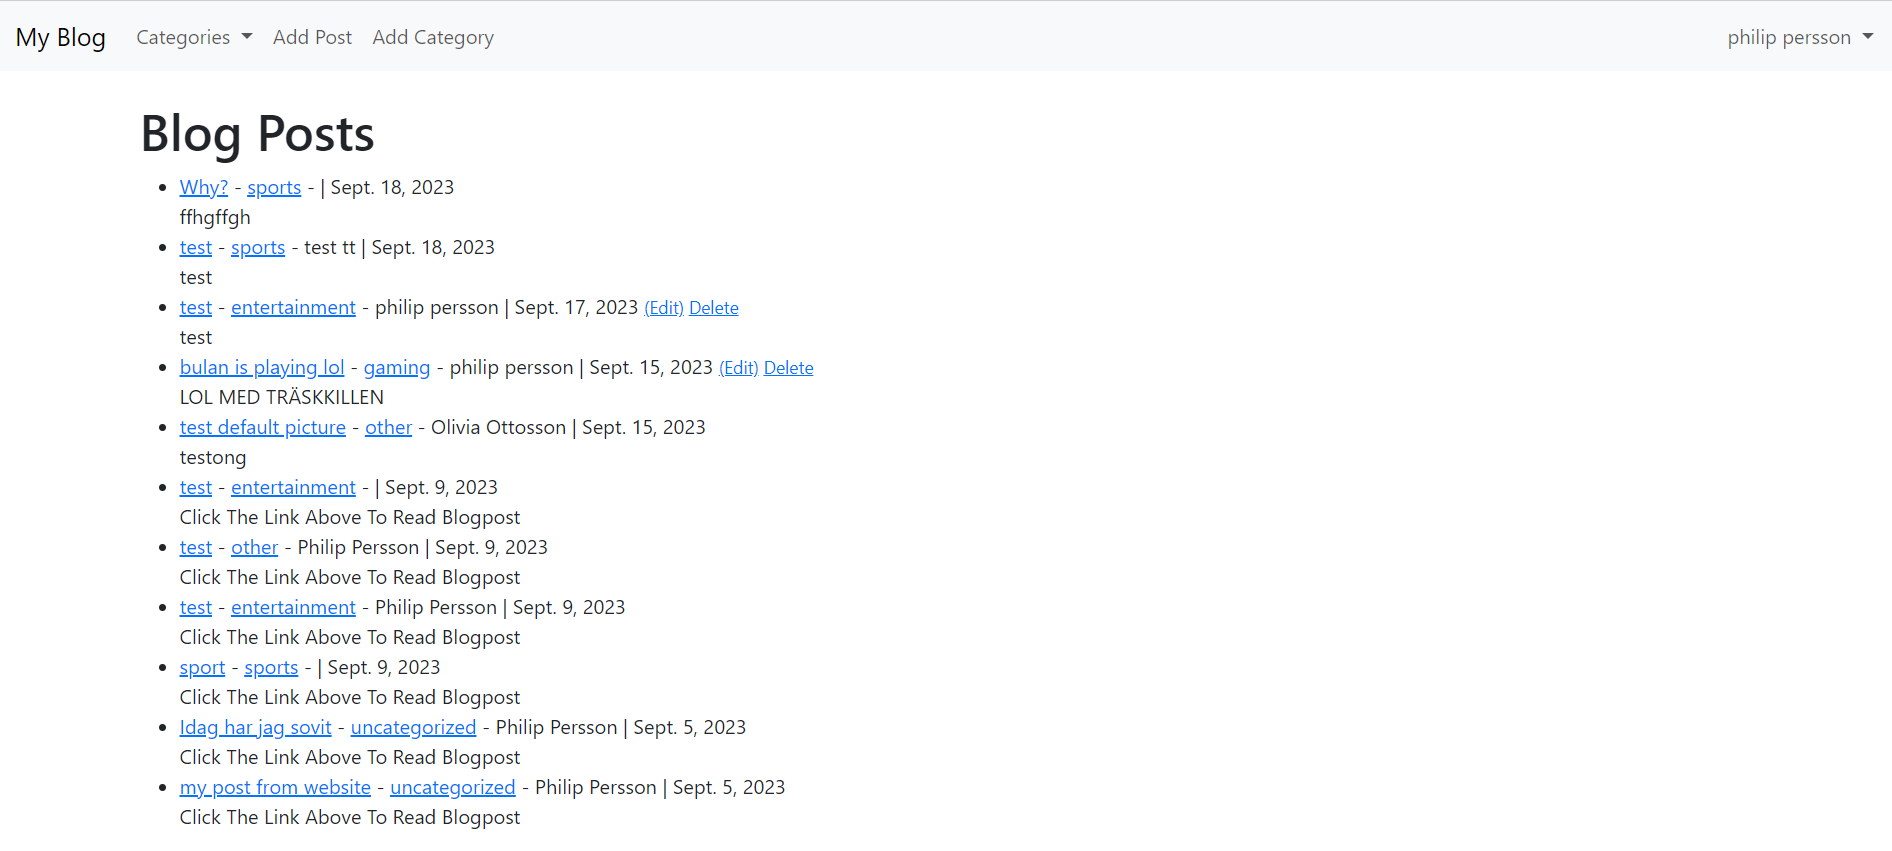 My Blog Categories Add Post Add Category philip persson
Blog Posts
Why? - sports - | Sept. 18, 2023
ffhgffgh
test - sports - test tt | Sept. 18, 2023
test
test - entertainment - philip persson | Sept. 17, 2023 (Edit) Delete
test
bulan is playing lol - gaming - philip persson | Sept. 15, 2023 (Edit) Delete
LOL MED TRÄSKKILLEN
test default picture - other - Olivia Ottosson | Sept. 15, 2023
testong
test - entertainment - | Sept. 9, 2023
Click The Link Above To Read Blogpost
test - other - Philip Persson | Sept. 9, 2023
Click The Link Above To Read Blogpost
test - entertainment - Philip Persson | Sept. 9, 2023
Click The Link Above To Read Blogpost
sport - sports - | Sept. 9, 2023
Click The Link Above To Read Blogpost
Idag har jag sovit - uncategorized - Philip Persson | Sept. 5, 2023
Click The Link Above To Read Blogpost
my post from website - uncategorized - Philip Persson | Sept. 5, 2023
Click The Link Above To Read Blogpost